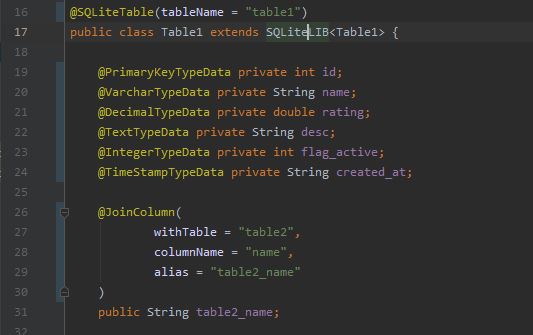 16 @SQLiteTable(tableName = "table1")
17 public class Table1 extends SQLiteLIB<Table1> {
18
19 @PrimaryKeyTypeData private int id;
20 @VarcharTypeData private String name;
21 @DecimalTypeData private double rating;
22 @TextTypeData private String desc;
23 @IntegerTypeData private int flag_active;
24 @TimeStampTypeData private String created_at;
25
26 @JoinColumn(
27 withTable = "table2",
28 columnName = "name",
29 alias = "table2_name"
30 )
31 public String table2_name;
32